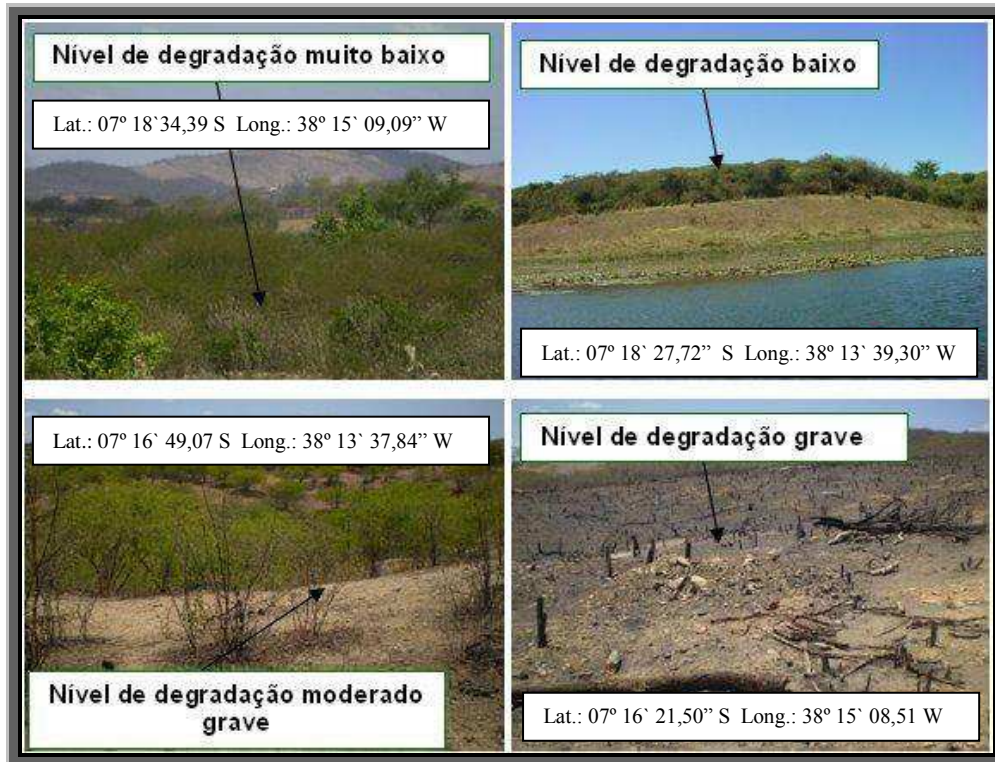 Nível de degradação muito baixo
Lat.: 07º 18`34,39 S Long.: 38º 15` 09,09” W
Nível de degradação baixo
Lat.: 07º 18` 27,72” S Long.: 38º 13` 39,30” W
Lat.: 07º 16` 49,07 S Long.: 38º 13` 37,84” W
Nível de degradação moderado
grave
Nível de degradação grave
Lat.: 07º 16` 21,50” S Long.: 38º 15` 08,51 W